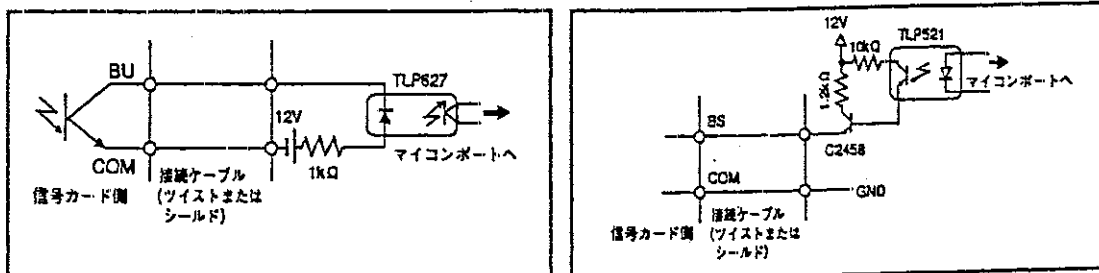 BU
TLP627
12V
COM
1kΩ
マイコンポートへ
信号カード側
接続ケーブル
(ツイストまたは
シールド)
12V
10kΩ
TLP521
1.2kΩ
マイコンポートへ
BS
C2458
COM
GND
信号カード側
接続ケーブル
(ツイストまたは
シールド)